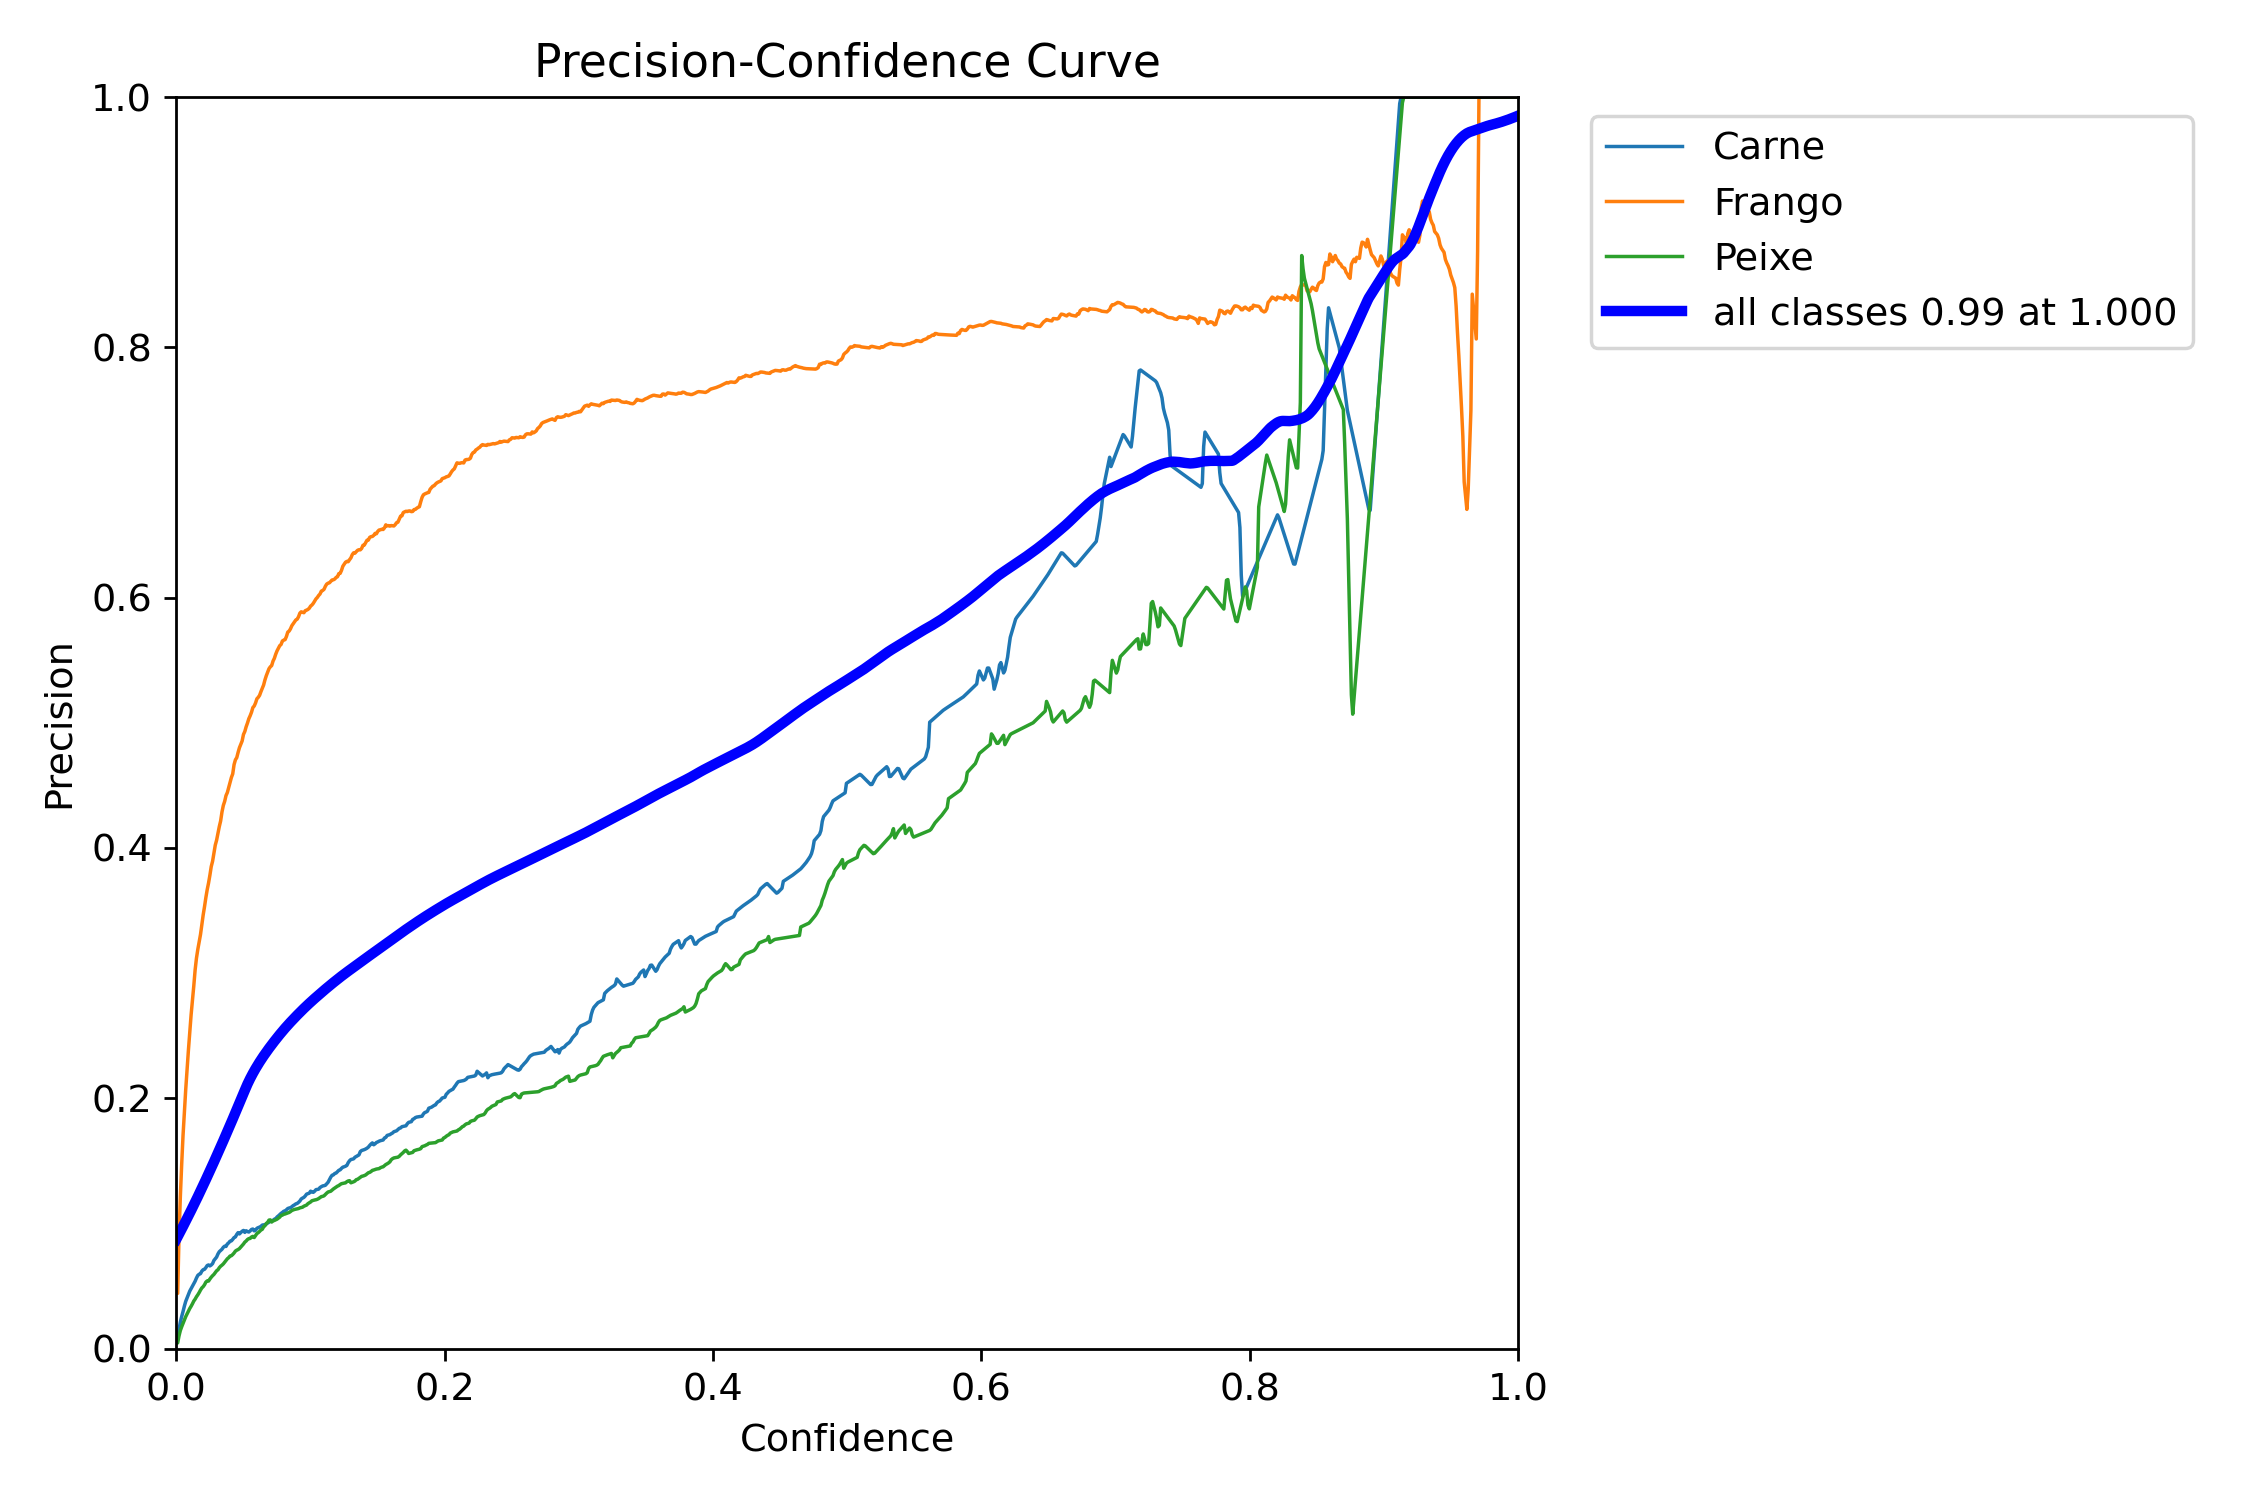 Precision-Confidence Curve
1.0
0.8
0.6
0.4
0.2
0.0
Precision
0.0 0.2 0.4 0.6 0.8 1.0
Confidence
Carne
Frango
Peixe
all classes 0.99 at 1.000